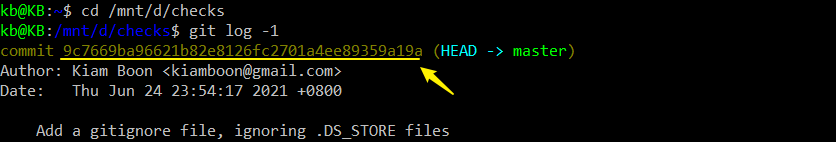 kb@KB:~$ cd /mnt/d/checks
kb@KB:/mnt/d/checks$ git log -1
commit 9c7669ba96621b82e8126fc2701a4ee89359a19a (HEAD -> master)
Author: Kiam Boon <kiamboon@gmail.com>
Date:   Thu Jun 24 23:54:17 2021 +0800
    Add a gitignore file, ignoring .DS_STORE files